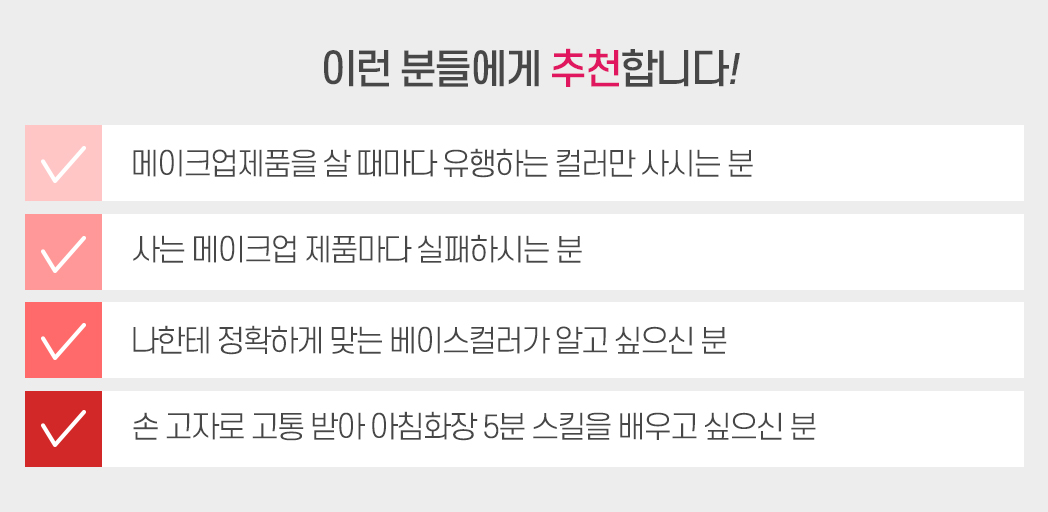 이런 분들에게 추천합니다!
메이크업제품을 살 때마다 유행하는 컬러만 사시는 분
사는 메이크업 제품마다 실패하시는 분
나한테 정확하게 맞는 베이스컬러가 알고 싶으신 분
손 고자로 고통 받아 아침화장 5분 스킬을 배우고 싶으신 분